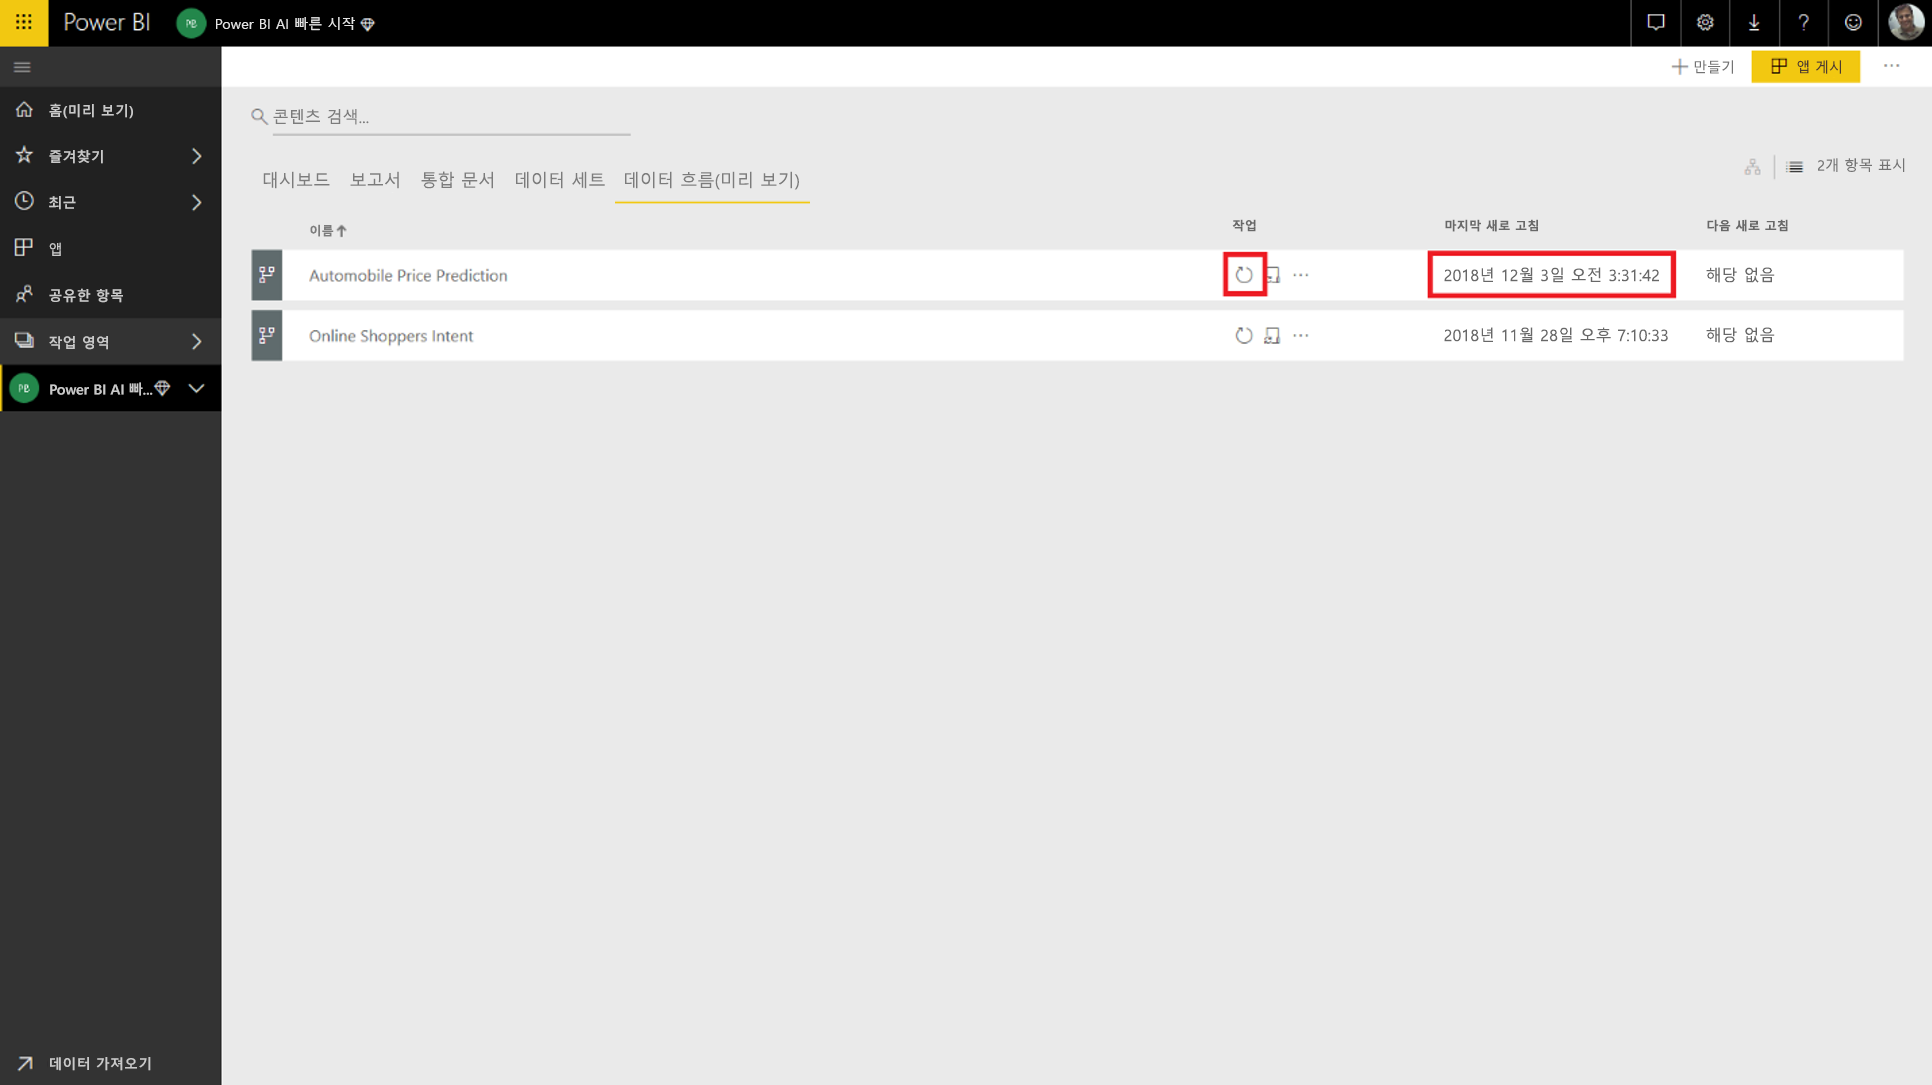 Power BI PB Power BI AI 빠른 시작
만들기 앱 게시
홈(미리 보기)
즐겨찾기
최근
앱
공유한 항목
작업 영역
PB Power BI AI 빠...
데이터 가져오기
콘텐츠 검색...
대시보드 보고서 통합 문서 데이터 세트 데이터 흐름(미리 보기) 2개 항목 표시
이름 작업 마지막 새로 고침 다음 새로 고침
Automobile Price Prediction 2018년 12월 3일 오전 3:31:42 해당 없음
Online Shoppers Intent 2018년 11월 28일 오후 7:10:33 해당 없음